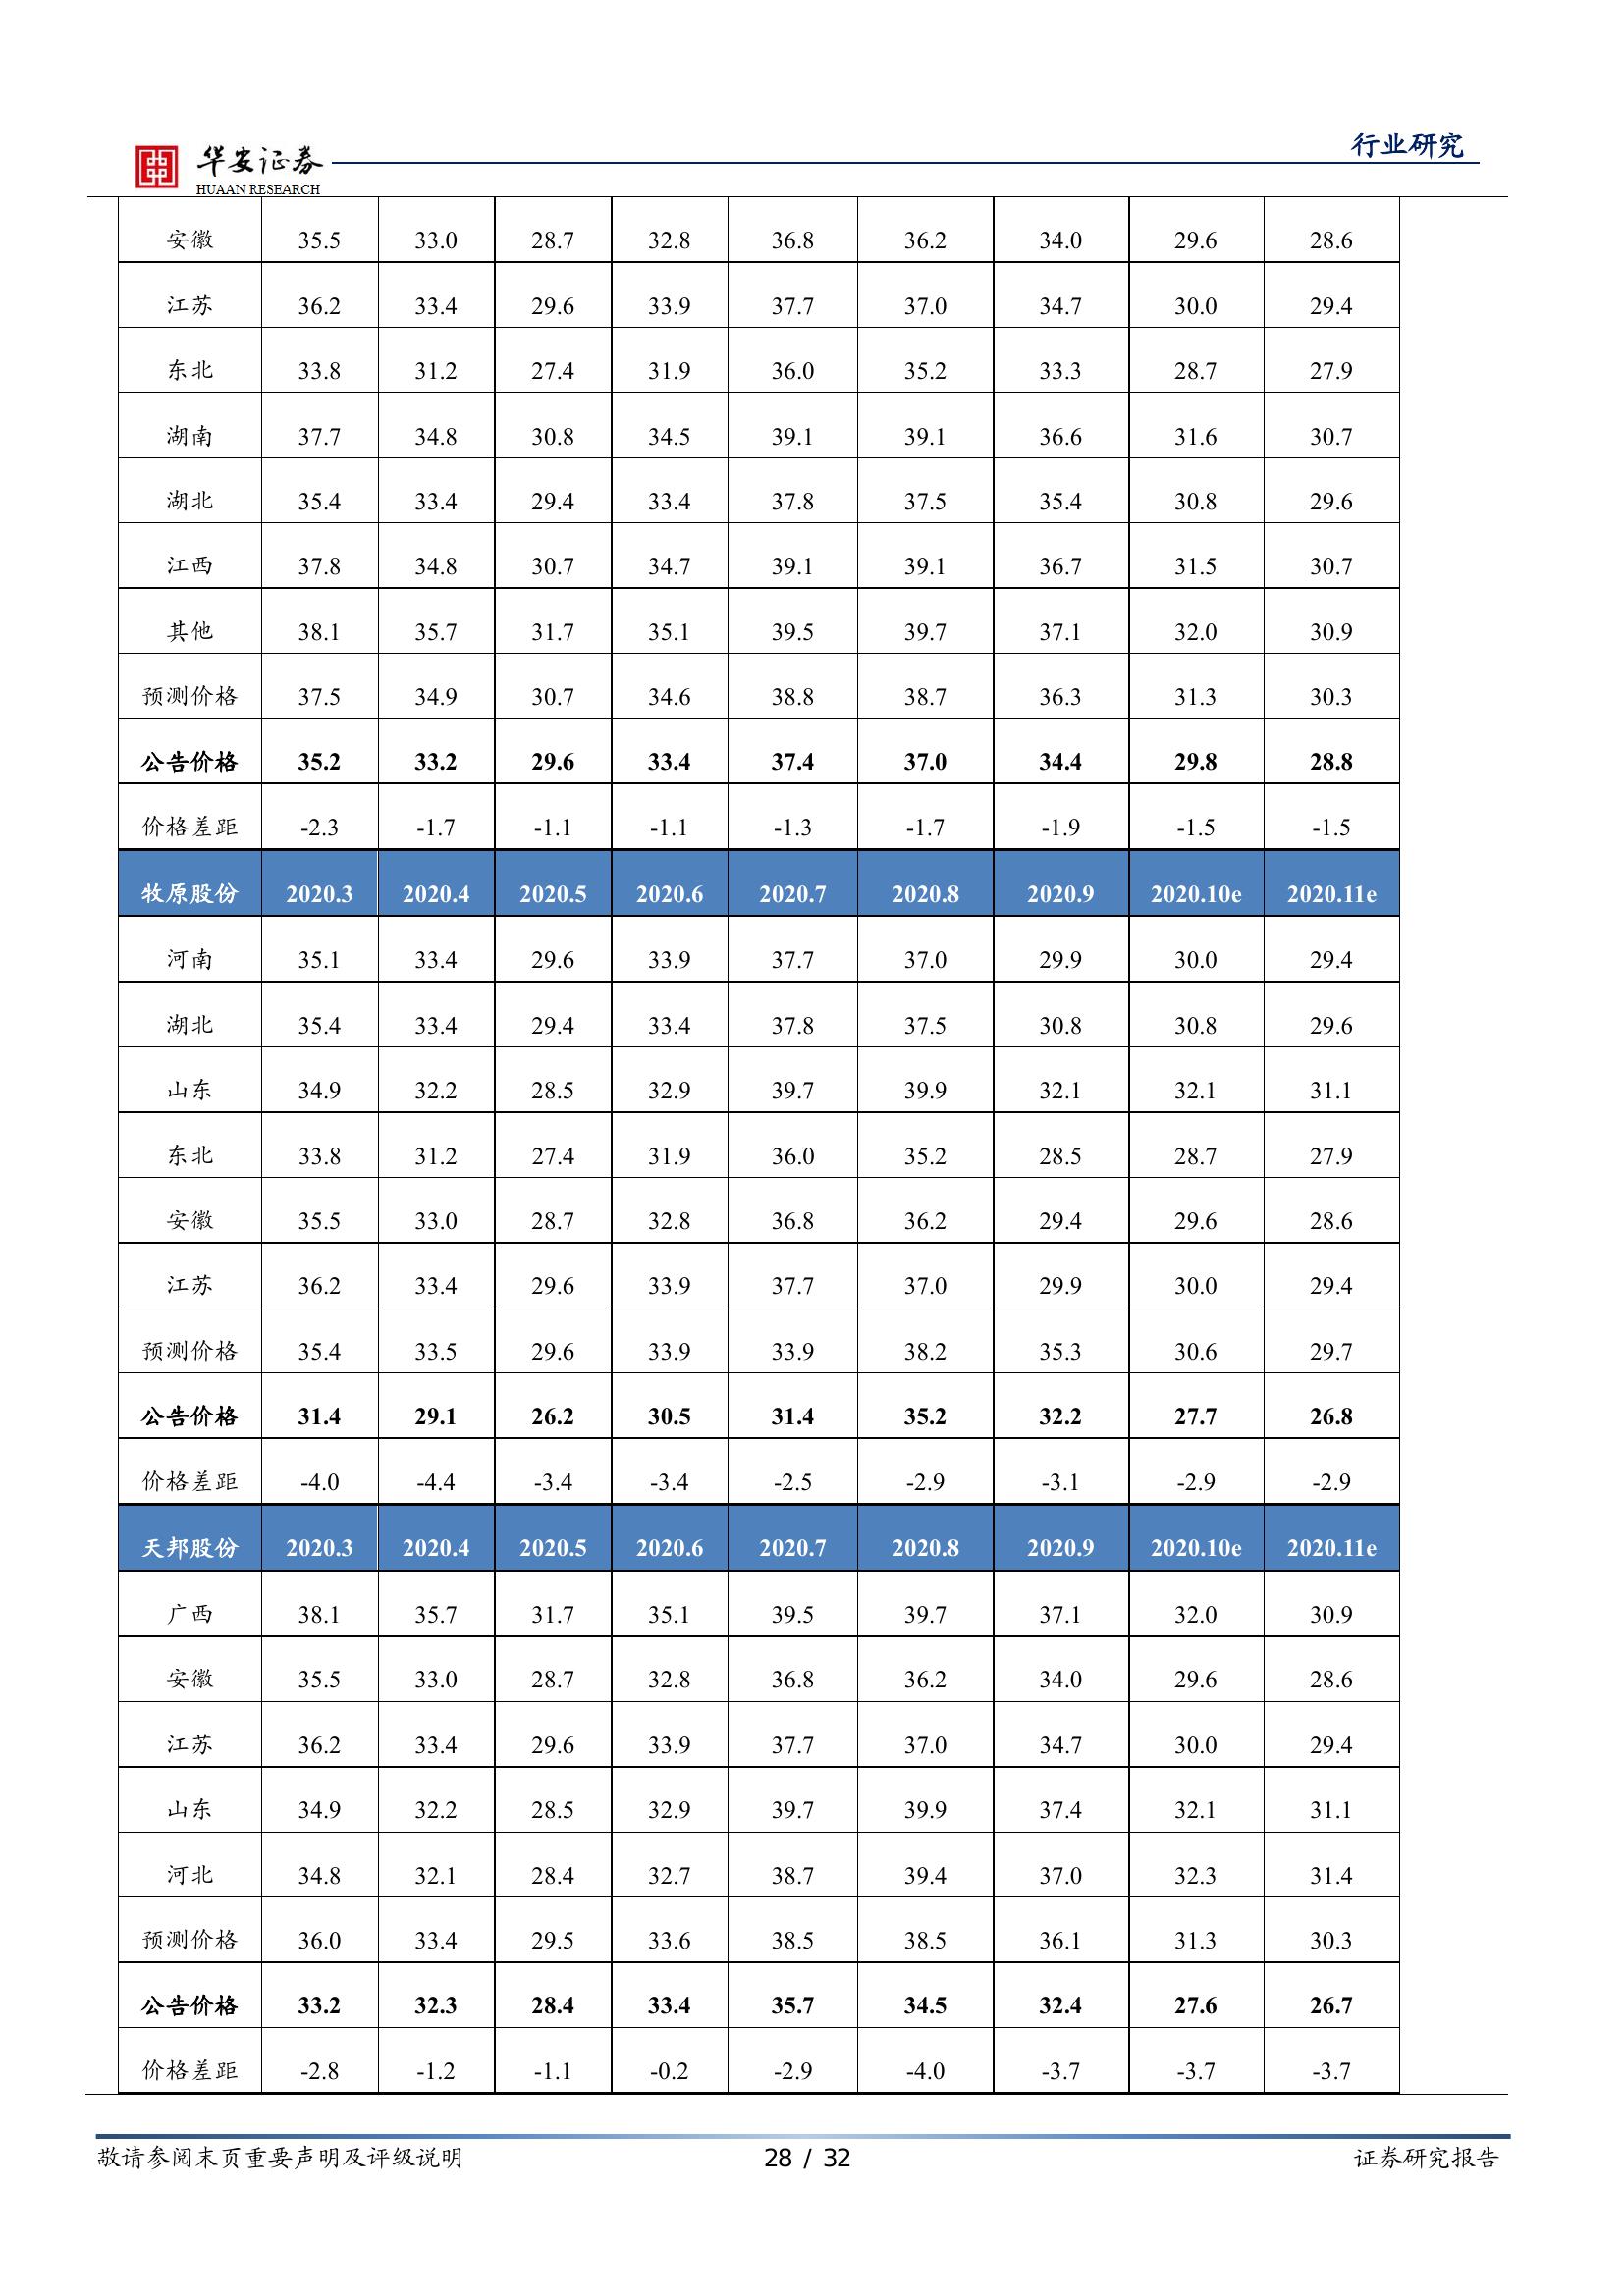 行业研究
华安证券
HUAAN RESEARCH
安徽 35.5 33.0 28.7 32.8 36.8 36.2 34.0 29.6 28.6
江苏 36.2 33.4 29.6 33.9 37.7 37.0 34.7 30.0 29.4
东北 33.8 31.2 27.4 31.9 36.0 35.2 33.3 28.7 27.9
湖南 37.7 34.8 30.8 34.5 39.1 39.1 36.6 31.6 30.7
湖北 35.4 33.4 29.4 33.4 37.8 37.5 35.4 30.8 29.6
江西 37.8 34.8 30.7 34.7 39.1 39.1 36.7 31.5 30.7
其他 38.1 35.7 31.7 35.1 39.5 39.7 37.1 32.0 30.9
预测价格 37.5 34.9 30.7 34.6 38.8 38.7 36.3 31.3 30.3
公告价格 35.2 33.2 29.6 33.4 37.4 37.0 34.4 29.8 28.8
价格差距 -2.3 -1.7 -1.1 -1.1 -1.3 -1.7 -1.9 -1.5 -1.5
牧原股份 2020.3 2020.4 2020.5 2020.6 2020.7 2020.8 2020.9 2020.10e 2020.11e
河南 35.1 33.4 29.6 33.9 37.7 37.0 29.9 30.0 29.4
湖北 35.4 33.4 29.4 33.4 37.8 37.5 30.8 30.8 29.6
山东 34.9 32.2 28.5 32.9 39.7 39.9 32.1 32.1 31.1
东北 33.8 31.2 27.4 31.9 36.0 35.2 28.5 28.7 27.9
安徽 35.5 33.0 28.7 32.8 36.8 36.2 29.4 29.6 28.6
江苏 36.2 33.4 29.6 33.9 37.7 37.0 29.9 30.0 29.4
预测价格 35.4 33.5 29.6 33.9 33.9 38.2 35.3 30.6 29.7
公告价格 31.4 29.1 26.2 30.5 31.4 35.2 32.2 27.7 26.8
价格差距 -4.0 -4.4 -3.4 -3.4 -2.5 -2.9 -3.1 -2.9 -2.9
天邦股份 2020.3 2020.4 2020.5 2020.6 2020.7 2020.8 2020.9 2020.10e 2020.11e
广西 38.1 35.7 31.7 35.1 39.5 39.7 37.1 32.0 30.9
安徽 35.5 33.0 28.7 32.8 36.8 36.2 34.0 29.6 28.6
江苏 36.2 33.4 29.6 33.9 37.7 37.0 34.7 30.0 29.4
山东 34.9 32.2 28.5 32.9 39.7 39.9 37.4 32.1 31.1
河北 34.8 32.1 28.4 32.7 38.7 39.4 37.0 32.3 31.4
预测价格 36.0 33.4 29.5 33.6 38.5 38.5 36.1 31.3 30.3
公告价格 33.2 32.3 28.4 33.4 35.7 34.5 32.4 27.6 26.7
价格差距 -2.8 -1.2 -1.1 -0.2 -2.9 -4.0 -3.7 -3.7 -3.7
敬请参阅末页重要声明及评级说明 28 / 32 证券研究报告